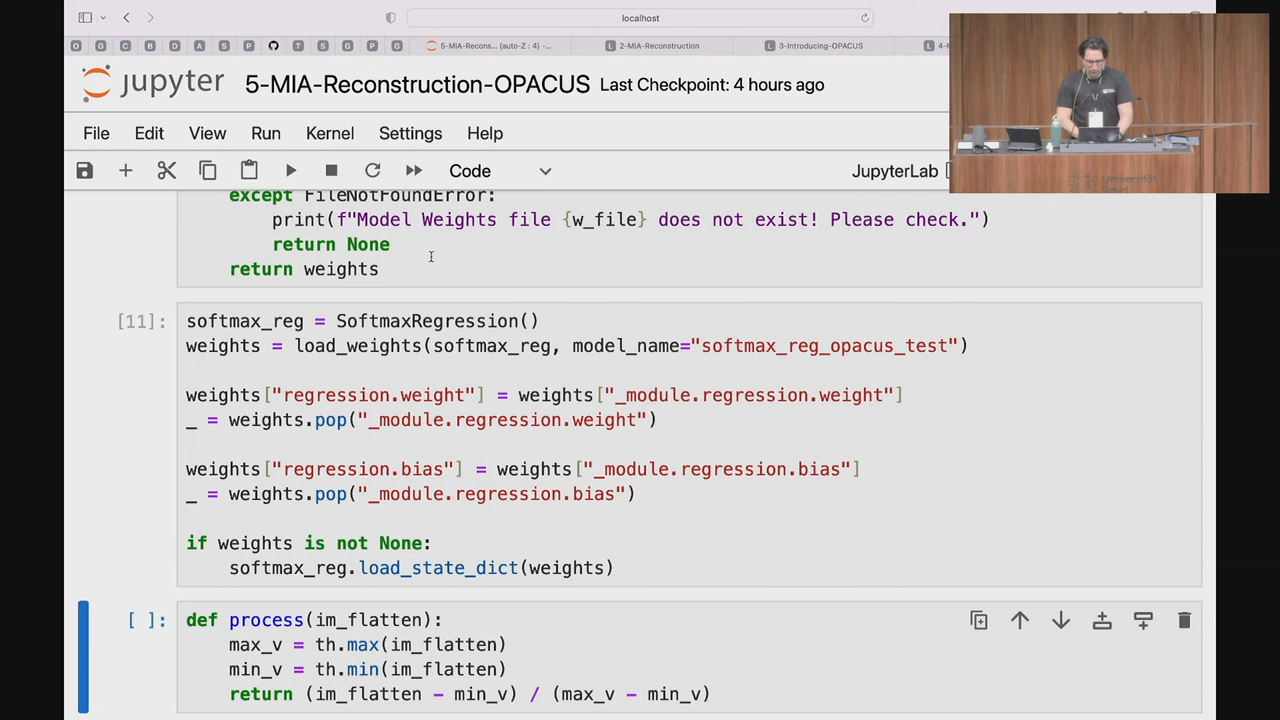 localhost
5-MIA-Recons... (auto-Z : 4) -...
2-MIA-Reconstruction
3-Introducing-OPACUS
jupyter
5-MIA-Reconstruction-OPACUS
Last Checkpoint: 4 hours ago
File Edit View Run Kernel Settings Help
Code
JupyterLab
except FileNotFoundError:
print(f"Model Weights file {w_file} does not exist! Please check.")
return None
return weights
[11]:
softmax_reg = SoftmaxRegression()
weights = load_weights(softmax_reg, model_name="softmax_reg_opacus_test")
weights["regression.weight"] = weights["_module.regression.weight"]
_ = weights.pop("_module.regression.weight")
weights["regression.bias"] = weights["_module.regression.bias"]
_ = weights.pop("_module.regression.bias")
if weights is not None:
softmax_reg.load_state_dict(weights)
[ ]:
def process(im_flatten):
max_v = th.max(im_flatten)
min_v = th.min(im_flatten)
return (im_flatten - min_v) / (max_v - min_v)
Universität
Basel